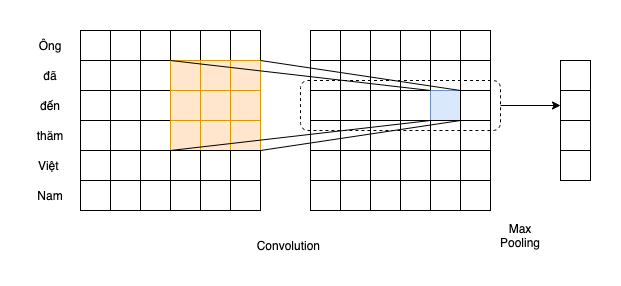 Ông
đã
đến
thăm
Việt
Nam
Convolution
Max
Pooling